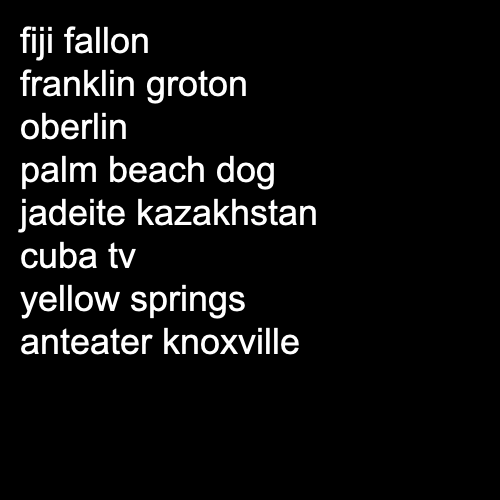 fiji fallon
franklin groton
oberlin
palm beach dog
jadeite kazakhstan
cuba tv
yellow springs
anteater knoxville